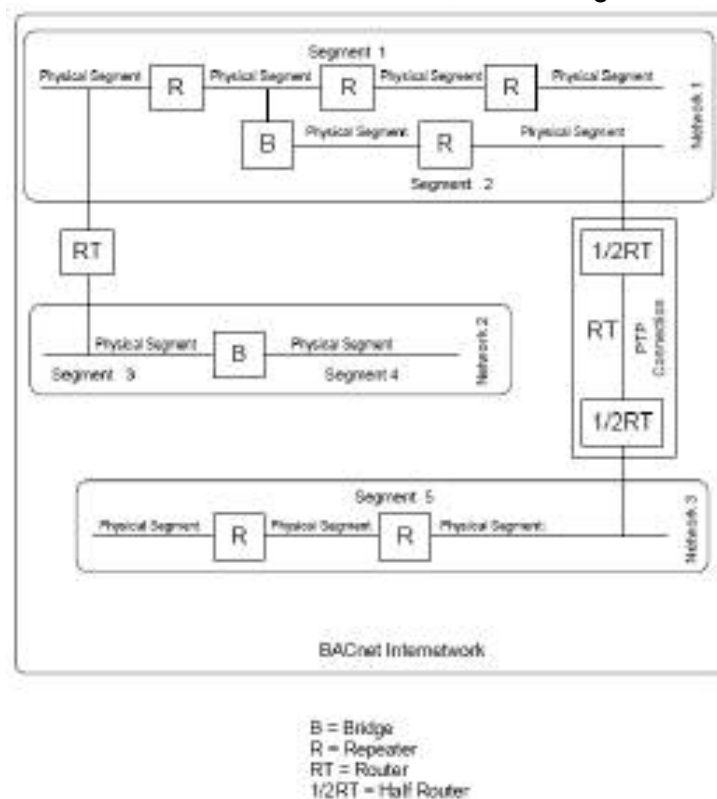 Segment 1
Physical Segment R Physical Segment R Physical Segment R Physical Segment
Network 1
B Physical Segment R Physical Segment
Segment 2
RT
1/2RT
RT
PTP Connection
1/2RT
Physical Segment B Physical Segment
Segment 3
Segment 4
Network 2
Segment 5
Physical Segment R Physical Segment R Physical Segment
Network 3
BACnet Internetwork
B = Bridge
R = Repeater
RT = Router
1/2RT = Half Router